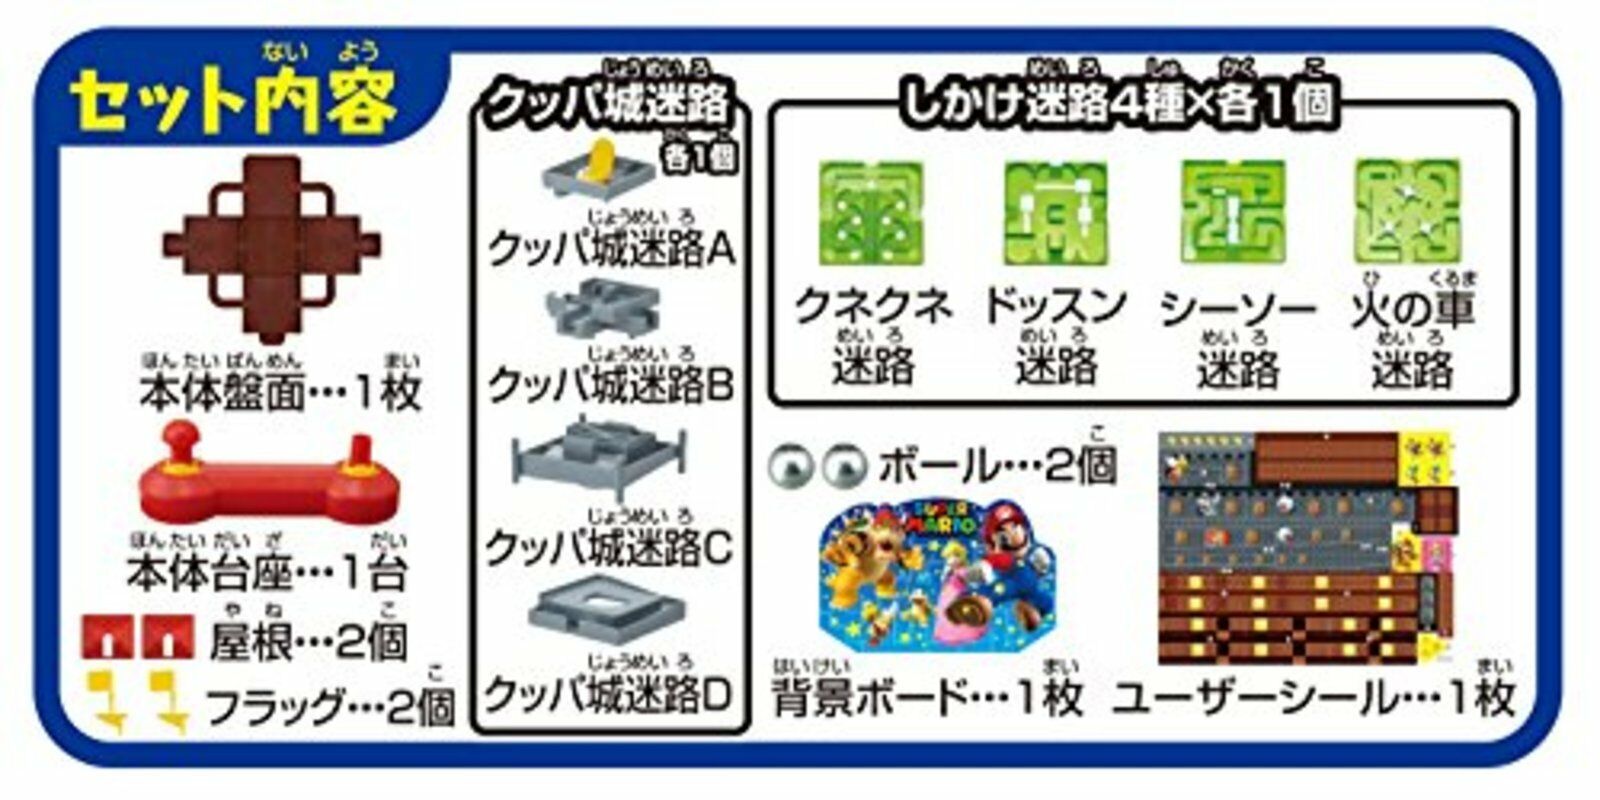 セット内容
ないよう
本体盤面…1枚
ほんたいばんめん まい
本体台座…1台
ほんたいだいざ だい
屋根…2個
やね こ
フラッグ…2個
こ
クッパ城迷路
じょうめいろ
各1個
かくこ
クッパ城迷路A
じょうめいろ
クッパ城迷路B
じょうめいろ
クッパ城迷路C
じょうめいろ
クッパ城迷路D
じょうめいろ
しかけ迷路4種×各1個
めいろ しゅ かく こ
クネクネ
迷路
めいろ
ドッスン
迷路
めいろ
シーソー
迷路
めいろ
火の車
ひ くるま
迷路
めいろ
ボール…2個
こ
SUPER
MARIO
背景ボード…1枚
はいけい まい
ユーザーシール…1枚
まい